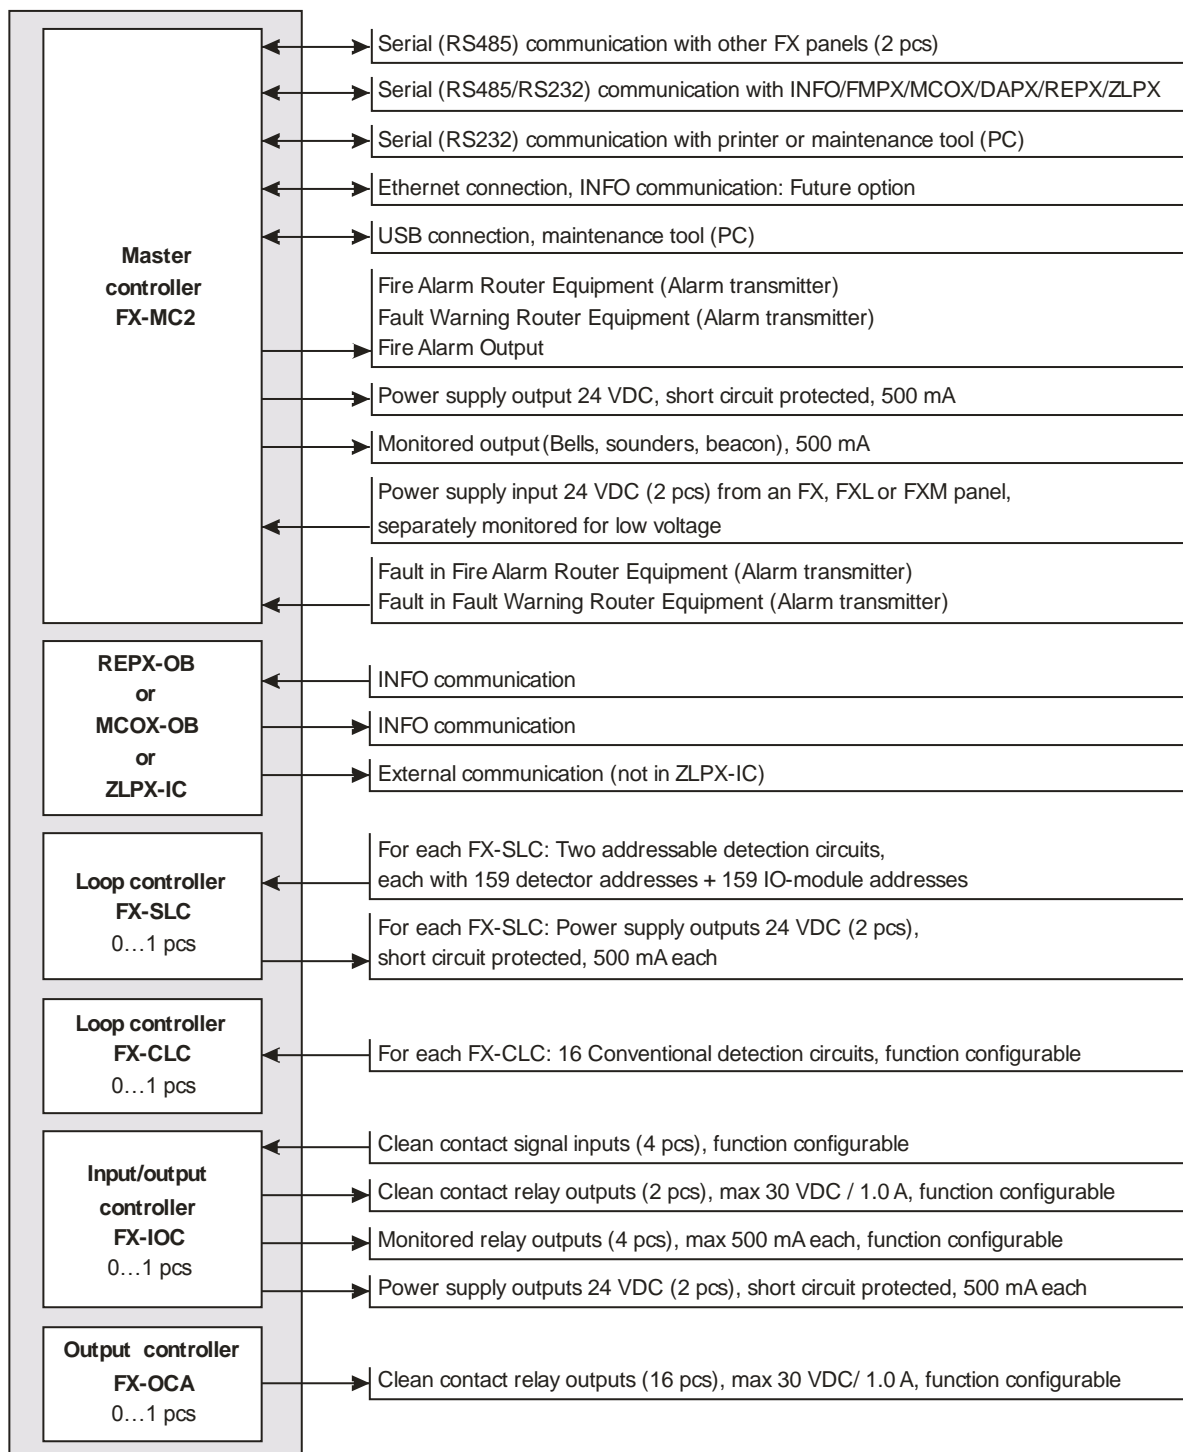 Master
controller
FX-MC2
Serial (RS485) communication with other FX panels (2 pcs)
Serial (RS485/RS232) communication with INFO/FMPX/MCOX/DAPX/REPX/ZLPX
Serial (RS232) communication with printer or maintenance tool (PC)
Ethernet connection, INFO communication: Future option
USB connection, maintenance tool (PC)
Fire Alarm Router Equipment (Alarm transmitter)
Fault Warning Router Equipment (Alarm transmitter)
Fire Alarm Output
Power supply output 24 VDC, short circuit protected, 500 mA
Monitored output (Bells, sounders, beacon), 500 mA
Power supply input 24 VDC (2 pcs) from an FX, FXL or FXM panel,
separately monitored for low voltage
Fault in Fire Alarm Router Equipment (Alarm transmitter)
Fault in Fault Warning Router Equipment (Alarm transmitter)
REPX-OB
or
MCOX-OB
or
ZLPX-IC
INFO communication
INFO communication
External communication (not in ZLPX-IC)
Loop controller
FX-SLC
0…1 pcs
For each FX-SLC: Two addressable detection circuits,
each with 159 detector addresses + 159 IO-module addresses
For each FX-SLC: Power supply outputs 24 VDC (2 pcs),
short circuit protected, 500 mA each
Loop controller
FX-CLC
0…1 pcs
For each FX-CLC: 16 Conventional detection circuits, function configurable
Input/output
controller
FX-IOC
0…1 pcs
Clean contact signal inputs (4 pcs), function configurable
Clean contact relay outputs (2 pcs), max 30 VDC / 1.0 A, function configurable
Monitored relay outputs (4 pcs), max 500 mA each, function configurable
Power supply outputs 24 VDC (2 pcs), short circuit protected, 500 mA each
Output controller
FX-OCA
0…1 pcs
Clean contact relay outputs (16 pcs), max 30 VDC/ 1.0 A, function configurable